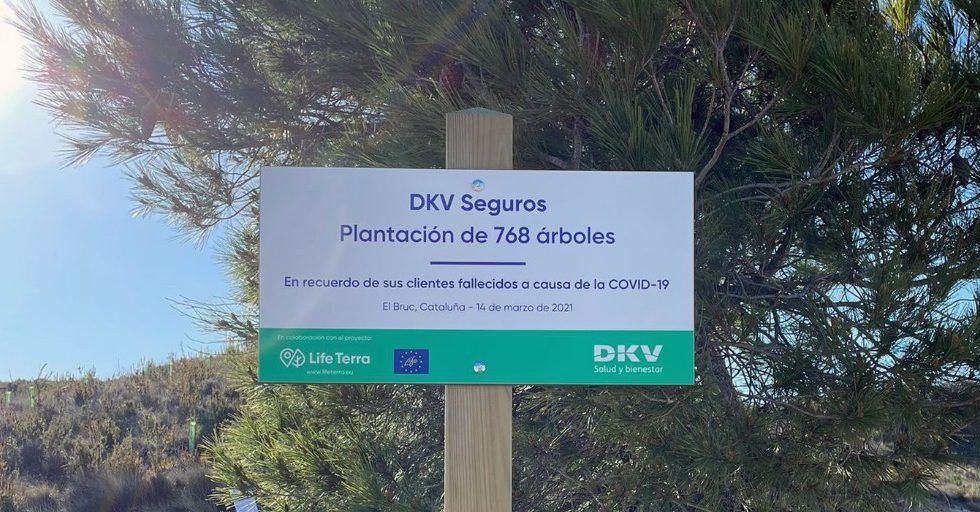 DKV Seguros
Plantación de 768 árboles
En recuerdo de sus clientes fallecidos a causa de la COVID-19
El Bruc, Cataluña - 14 de marzo de 2021
En colaboración con el proyecto:
Life Terra
www.lifeterra.eu
Life
DKV
Salud y bienestar